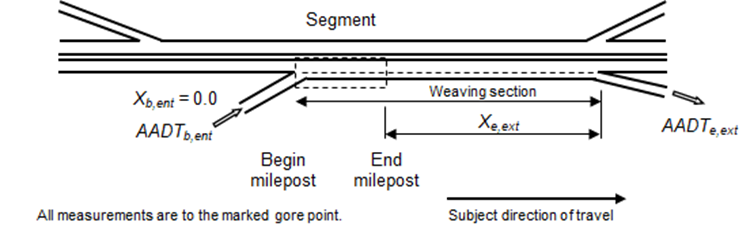 Segment
X_b,ent = 0.0
Weaving section
AADT_b,ent
X_e,ext
AADT_e,ext
Begin
milepost
End
milepost
All measurements are to the marked gore point.
Subject direction of travel